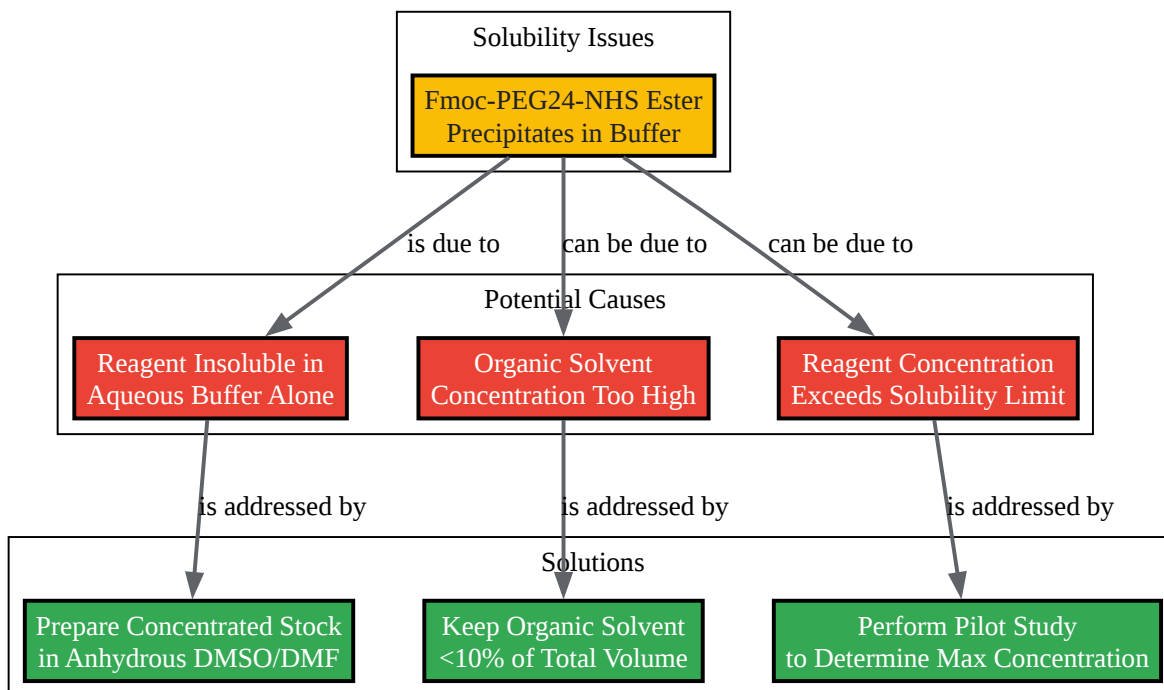 Solubility Issues
Fmoc-PEG24-NHS Ester
Precipitates in Buffer
is due to
can be due to
can be due to
Potential Causes
Reagent Insoluble in
Aqueous Buffer Alone
Organic Solvent
Concentration Too High
Reagent Concentration
Exceeds Solubility Limit
is addressed by
is addressed by
is addressed by
Solutions
Prepare Concentrated Stock
in Anhydrous DMSO/DMF
Keep Organic Solvent
<10% of Total Volume
Perform Pilot Study
to Determine Max Concentration